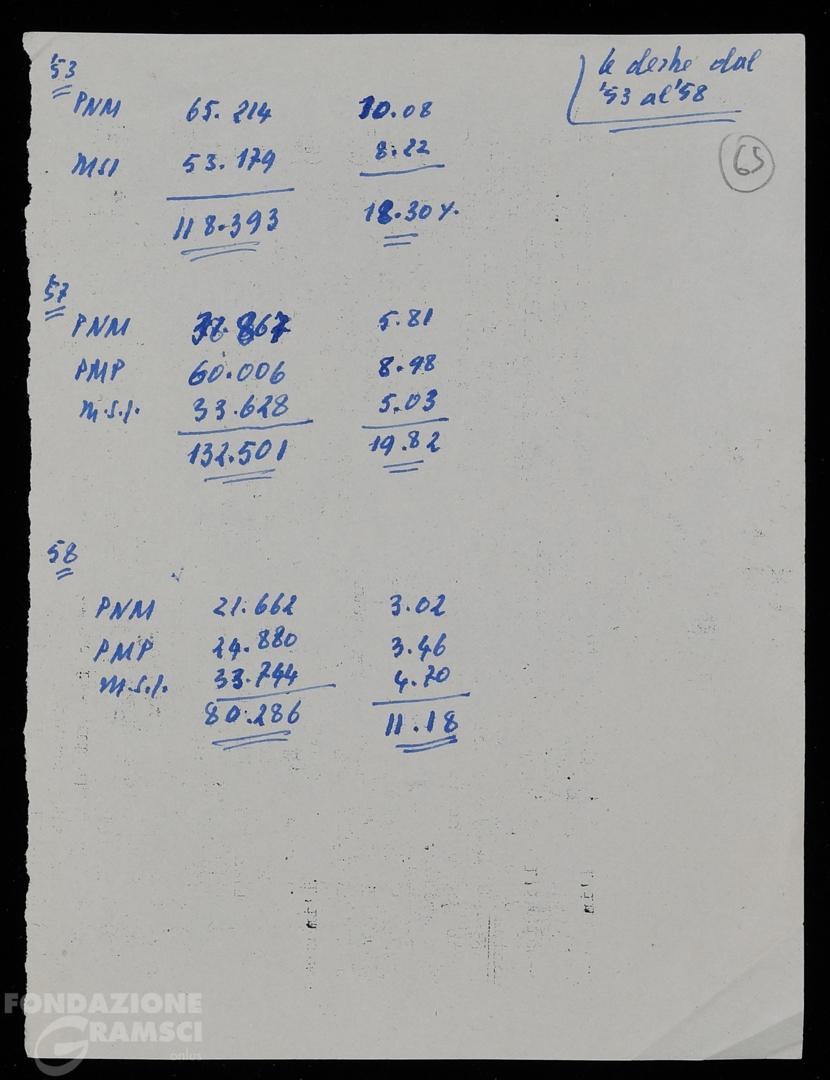 le destre dal
'53 al '58
65
'53
PNM 65.214 10.08
MSI 53.179 8.22
118.393 18.30 %.
'57
PNM 38.867 5.81
PMP 60.006 8.98
M.S.I. 33.628 5.03
132.501 19.82
58
PNM 21.662 3.02
PMP 24.880 3.46
M.S.I. 33.744 4.70
80.286 11.18
FONDAZIONE
GRAMSCI
onlus